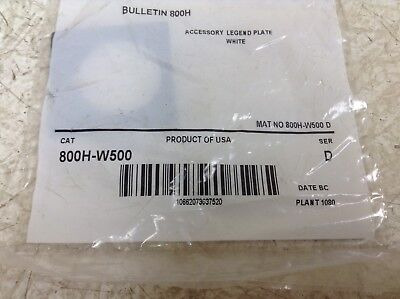 BULLETIN 800H
ACCESSORY LEGEND PLATE
WHITE
MAT NO 800H-W500 D
CAT PRODUCT OF USA SER
800H-W500 D
10662073037520
DATE BC
PLANT 1080